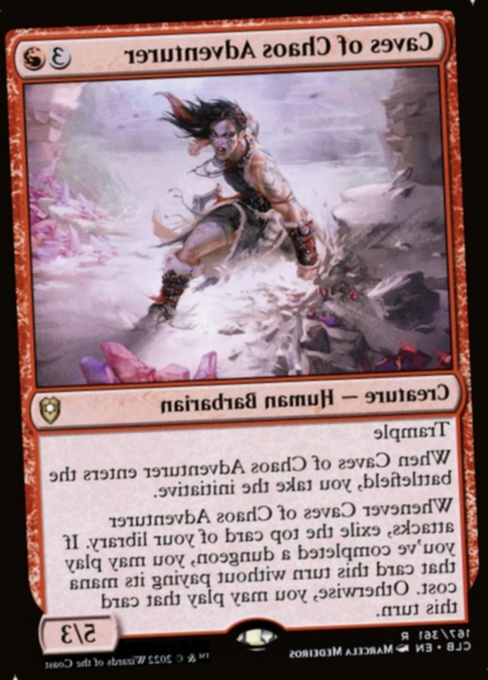 Caves of Chaos Adventurer 3
Creature — Human Barbarian
Trample
When Caves of Chaos Adventurer enters the
battlefield, you take the initiative.
Whenever Caves of Chaos Adventurer
attacks, exile the top card of your library. If
you've completed a dungeon, you may play
that card this turn without paying its mana
cost. Otherwise, you may play that card
this turn.
5/3
167/361 R
CLB • EN MARCELA MEDEIROS
™ & © 2022 Wizards of the Coast